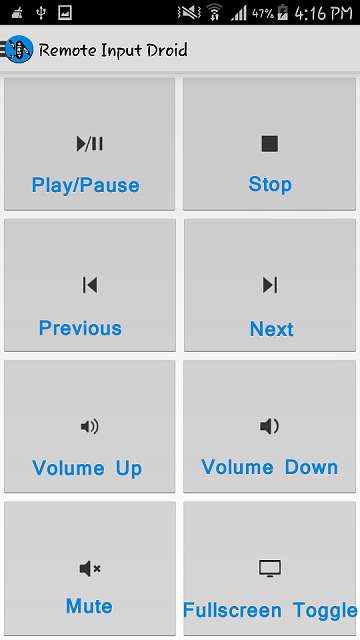 47% 4:16 PM
Remote Input Droid
Play/Pause
Stop
Previous
Next
Volume Up
Volume Down
Mute
Fullscreen Toggle